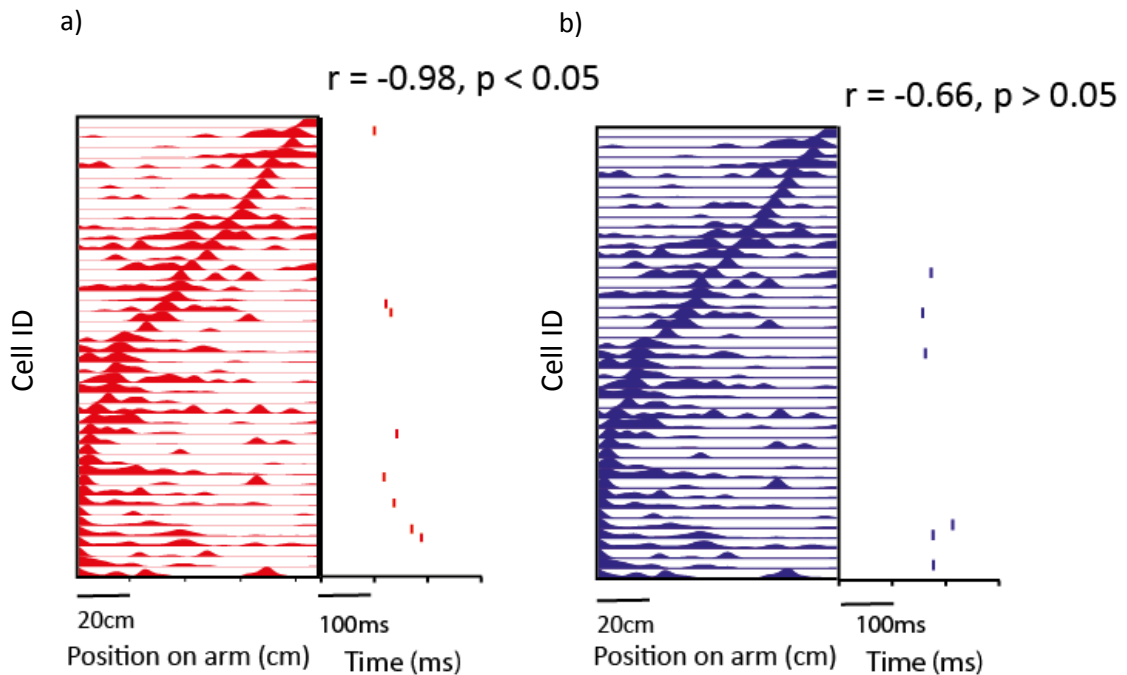 a)
r = -0.98, p < 0.05
Cell ID
20cm
100ms
Position on arm (cm)
Time (ms)
b)
r = -0.66, p > 0.05
Cell ID
20cm
100ms
Position on arm (cm)
Time (ms)